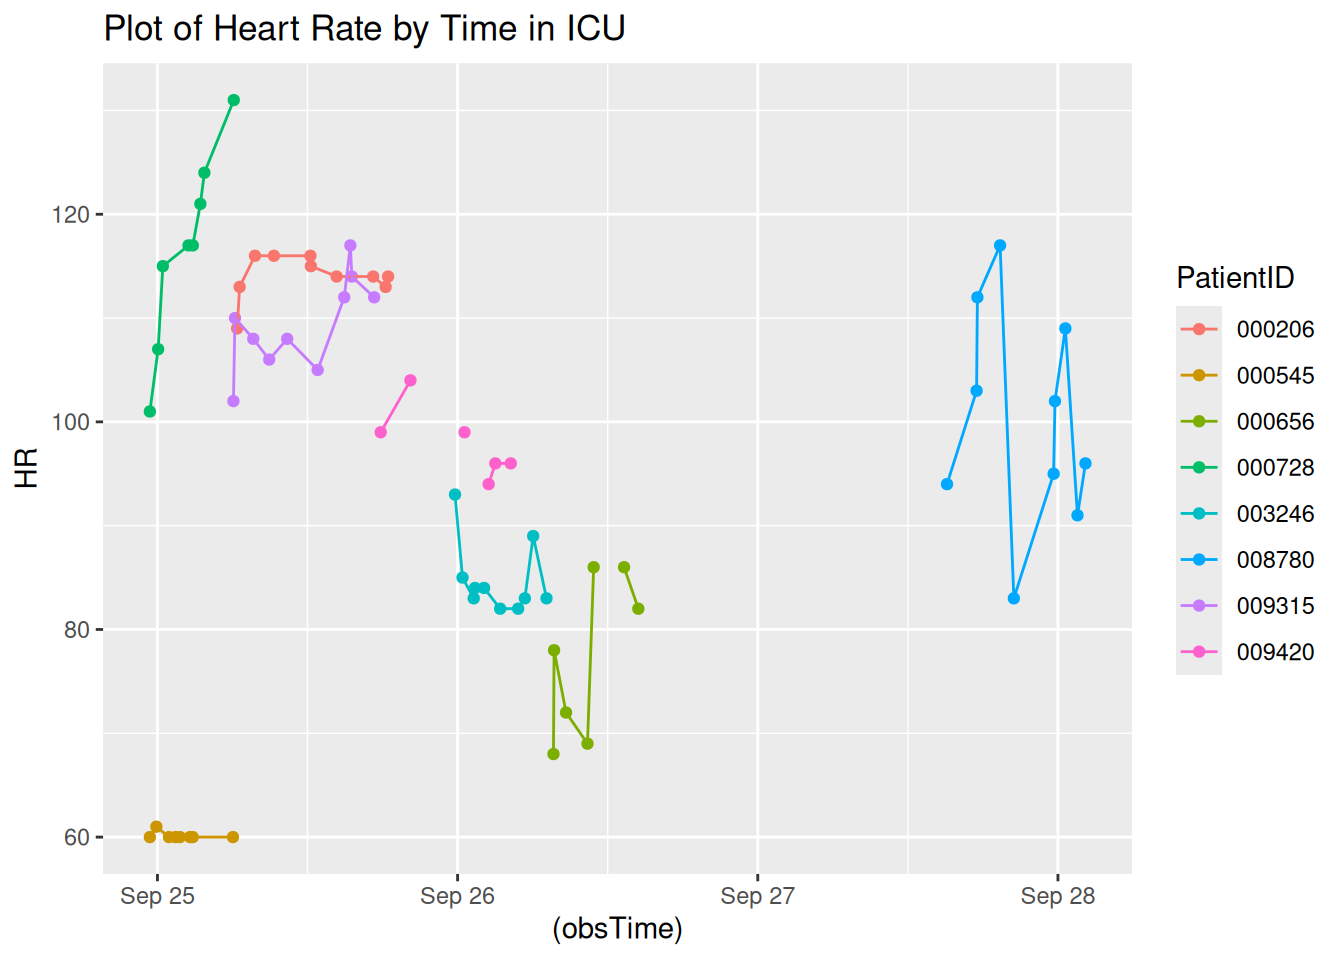 Plot of Heart Rate by Time in ICU
120
100
80
60
HR
Sep 25
Sep 26
Sep 27
Sep 28
(obsTime)
PatientID
000206
000545
000656
000728
003246
008780
009315
009420